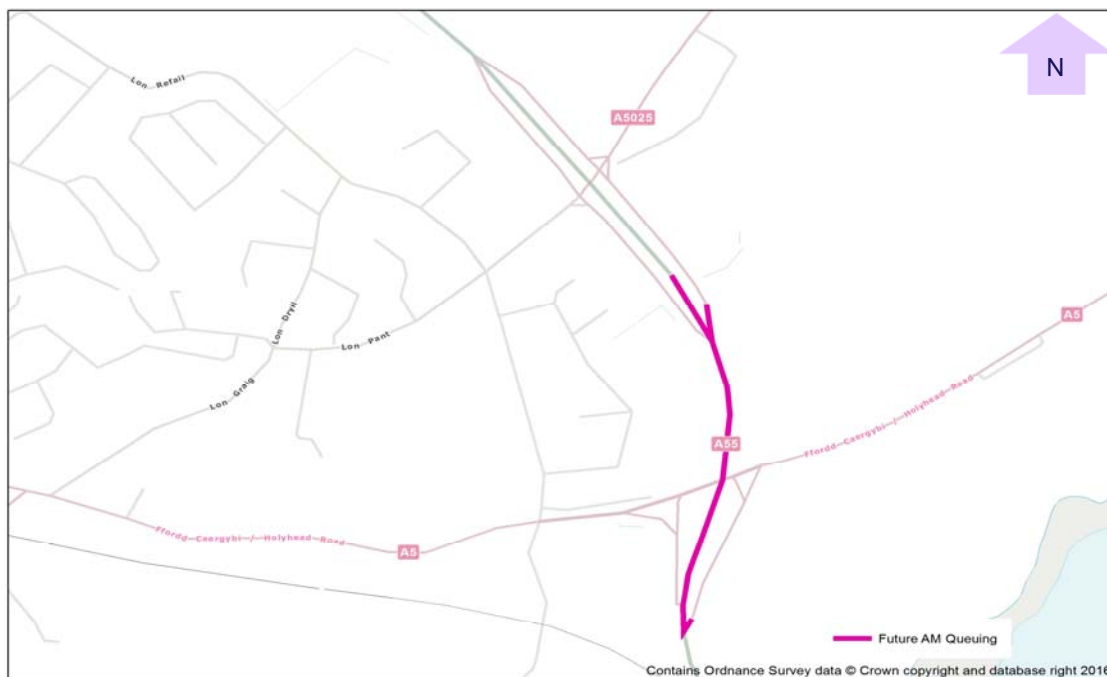 N
Lon Refail
A5025
A5
Lon Dryll
Lon Pant
Lon Graig
Ffordd Caergybi / Holyhead Road
A55
Ffordd Caergybi / Holyhead Road
A5
Future AM Queuing
Contains Ordnance Survey data © Crown copyright and database right 2016